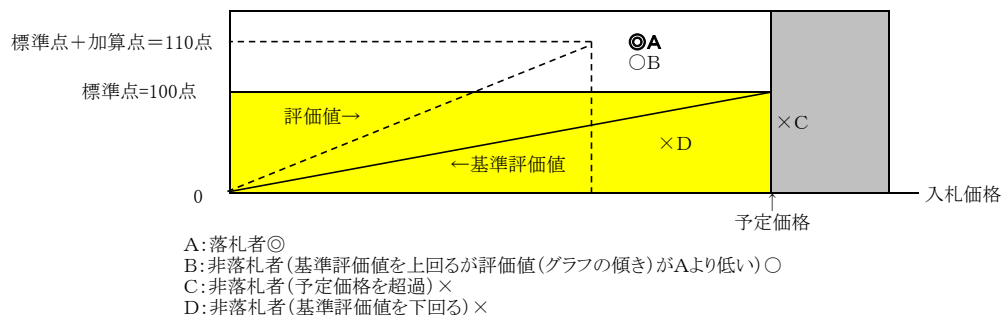 標準点＋加算点＝110点
◎A
○B
標準点=100点
評価値→
×C
×D
←基準評価値
0
入札価格
↑
予定価格
A：落札者◎
B：非落札者（基準評価値を上回るが評価値（グラフの傾き）がAより低い）○
C：非落札者（予定価格を超過）×
D：非落札者（基準評価値を下回る）×